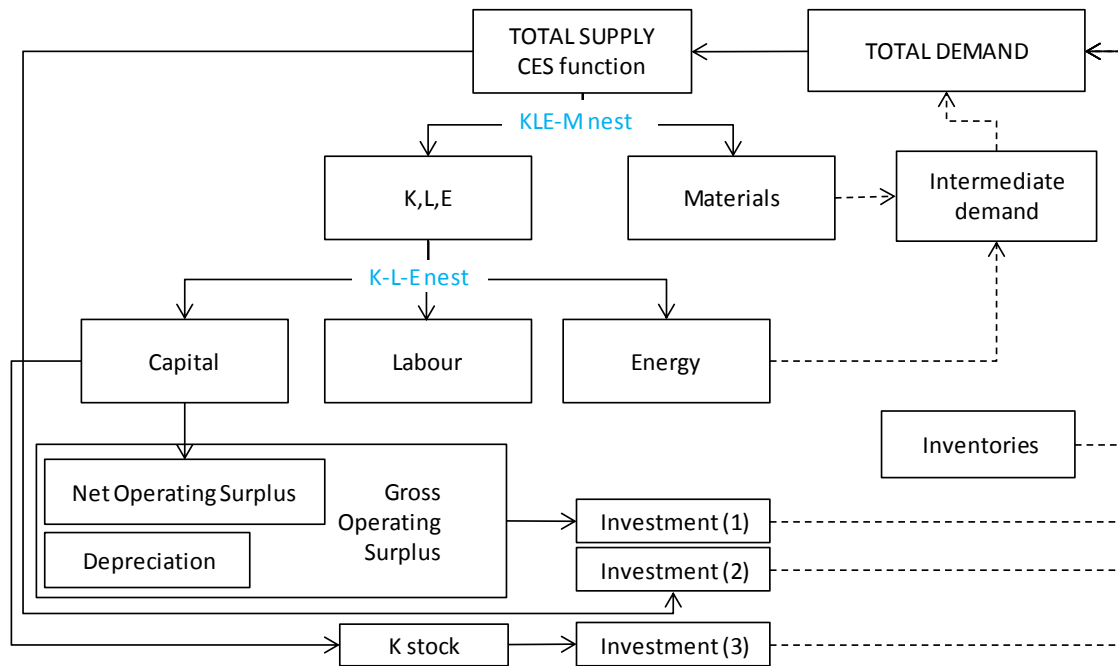 TOTAL SUPPLY
CES function
TOTAL DEMAND
KLE-M nest
K,L,E
Materials
Intermediate
demand
K-L-E nest
Capital
Labour
Energy
Inventories
Net Operating Surplus
Gross
Operating
Surplus
Depreciation
Investment (1)
Investment (2)
K stock
Investment (3)